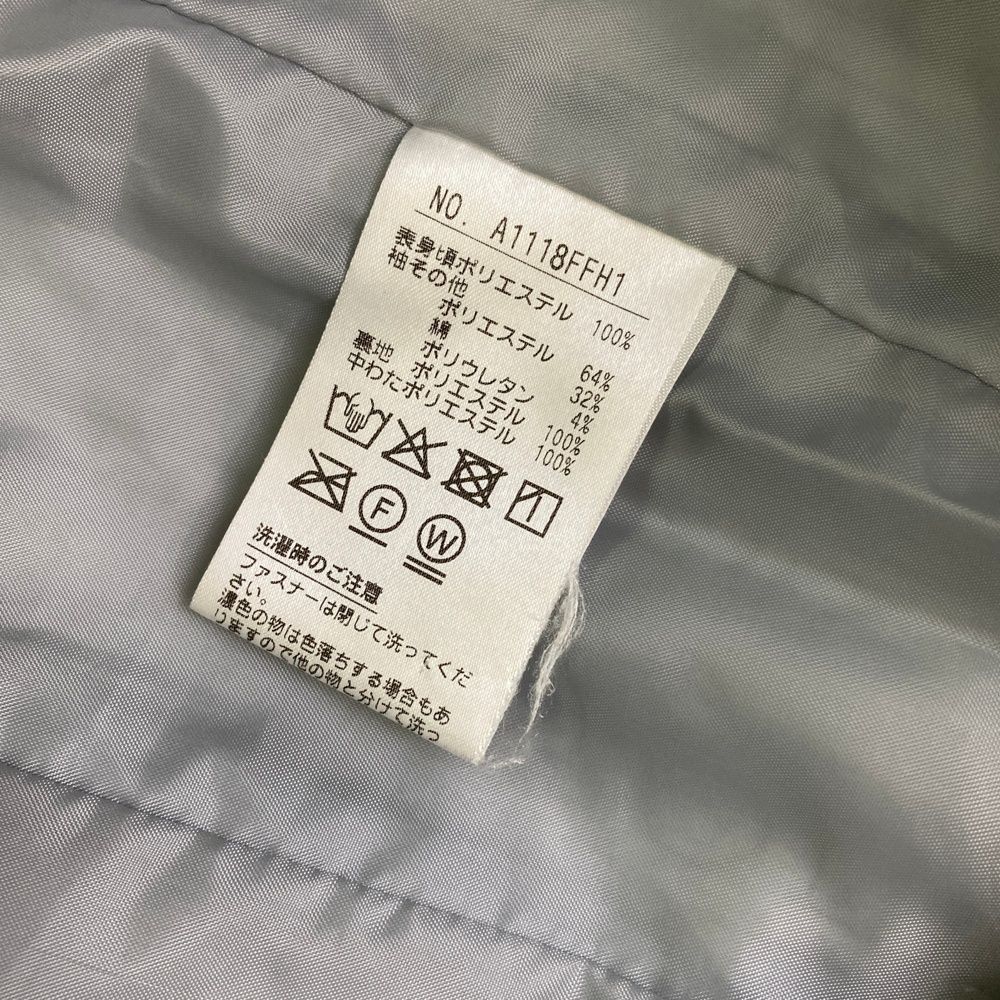 NO. A1118FFH1
表身頃ポリエステル 100%
袖その他
ポリエステル 64%
綿 32%
ポリウレタン 4%
裏地 ポリエステル 100%
中わたポリエステル 100%
F W
洗濯時のご注意
ファスナーは閉じて洗ってくだ
さい。
濃色の物は色落ちする場合もあ
りますので他の物と分けて洗っ